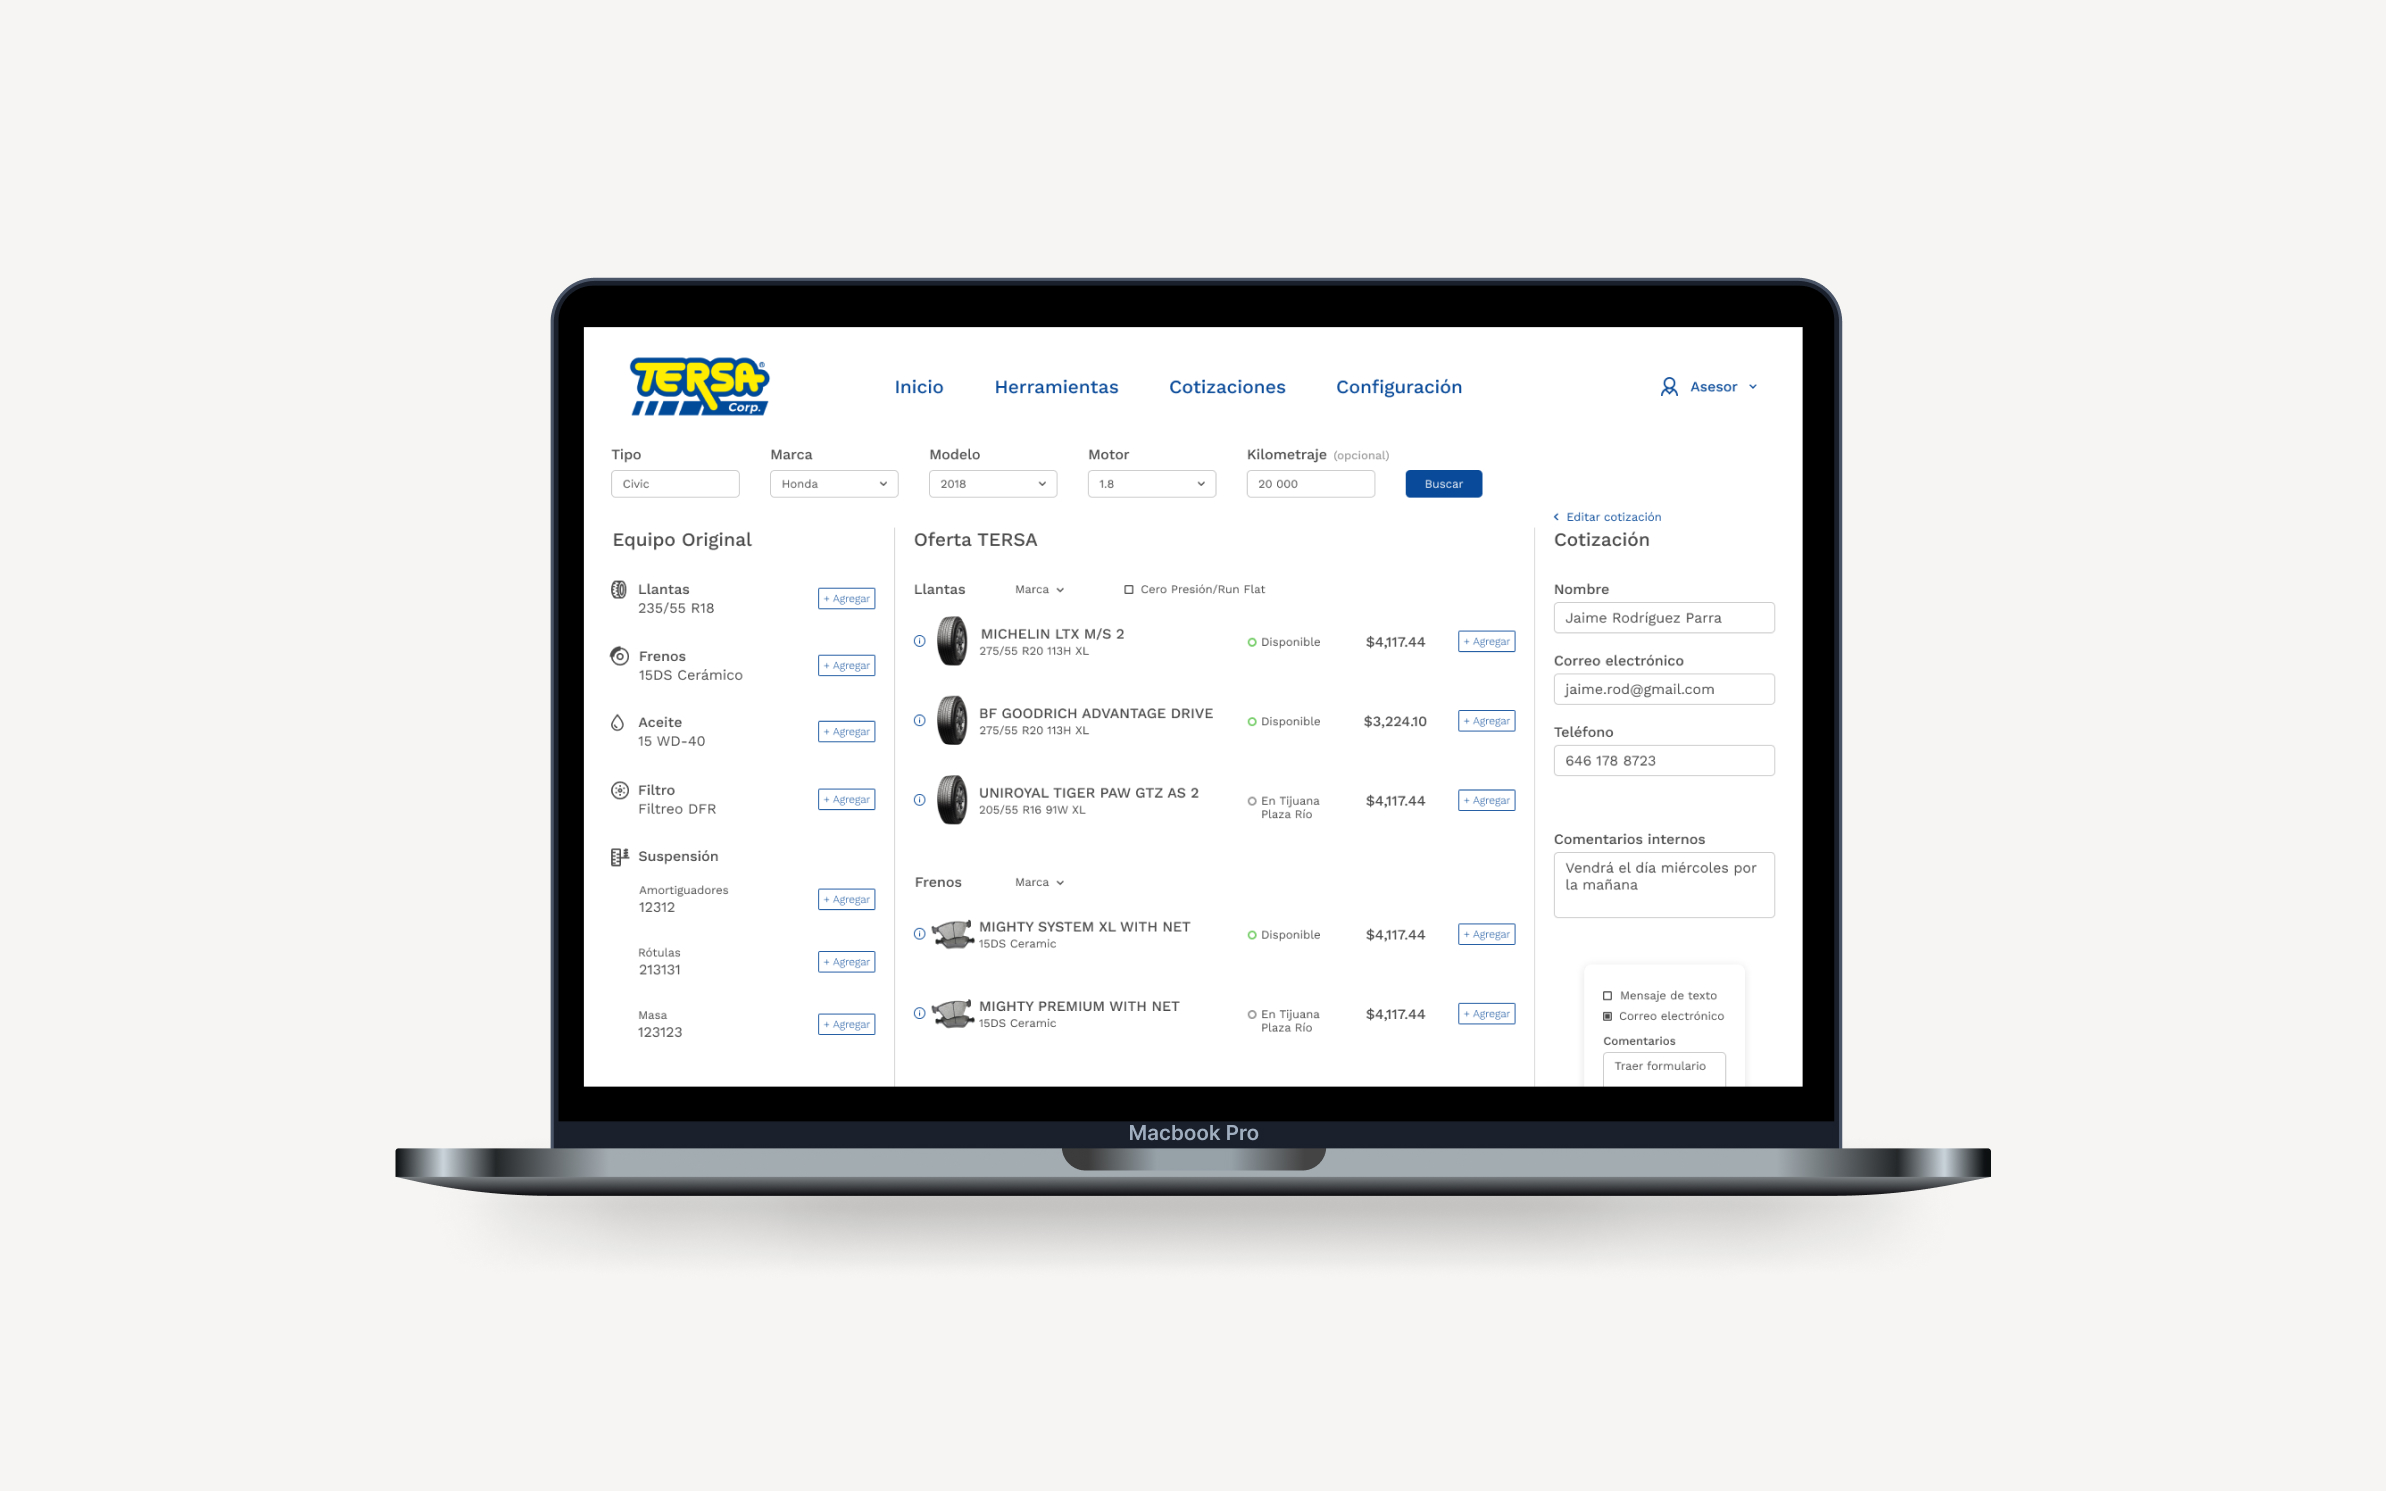 TERSA®
Corp.
Inicio
Herramientas
Cotizaciones
Configuración
Asesor
Tipo
Marca
Modelo
Motor
Kilometraje (opcional)
Civic
Honda
2018
1.8
20 000
Buscar
Equipo Original
Llantas
235/55 R18
+ Agregar
Frenos
15DS Cerámico
+ Agregar
Aceite
15 WD-40
+ Agregar
Filtro
Filtreo DFR
+ Agregar
Suspensión
Amortiguadores
12312
+ Agregar
Rótulas
213131
+ Agregar
Masa
123123
+ Agregar
Oferta TERSA
Llantas
Marca
Cero Presión/Run Flat
MICHELIN LTX M/S 2
275/55 R20 113H XL
Disponible
$4,117.44
+ Agregar
BF GOODRICH ADVANTAGE DRIVE
275/55 R20 113H XL
Disponible
$3,224.10
+ Agregar
UNIROYAL TIGER PAW GTZ AS 2
205/55 R16 91W XL
En Tijuana
Plaza Río
$4,117.44
+ Agregar
Frenos
Marca
MIGHTY SYSTEM XL WITH NET
15DS Ceramic
Disponible
$4,117.44
+ Agregar
MIGHTY PREMIUM WITH NET
15DS Ceramic
En Tijuana
Plaza Río
$4,117.44
+ Agregar
Editar cotización
Cotización
Nombre
Jaime Rodríguez Parra
Correo electrónico
jaime.rod@gmail.com
Teléfono
646 178 8723
Comentarios internos
Vendrá el día miércoles por
la mañana
Mensaje de texto
Correo electrónico
Comentarios
Traer formulario
Macbook Pro